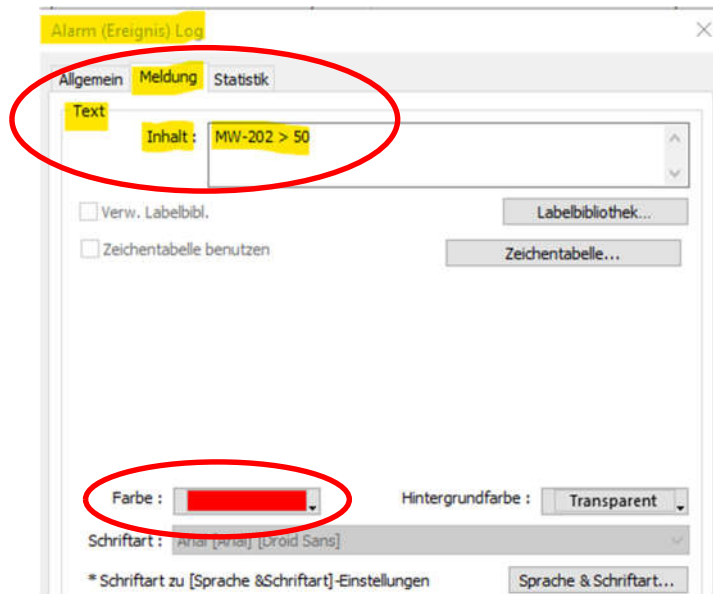 Alarm (Ereignis) Log
Allgemein Meldung Statistik
Text
Inhalt : MW-202 > 50
Verw. Labelbibl. Labelbibliothek...
Zeichentabelle benutzen Zeichentabelle...
Farbe : Hintergrundfarbe : Transparent
Schriftart : Arial [Arial] [Droid Sans]
* Schriftart zu [Sprache &Schriftart]-Einstellungen Sprache & Schriftart...